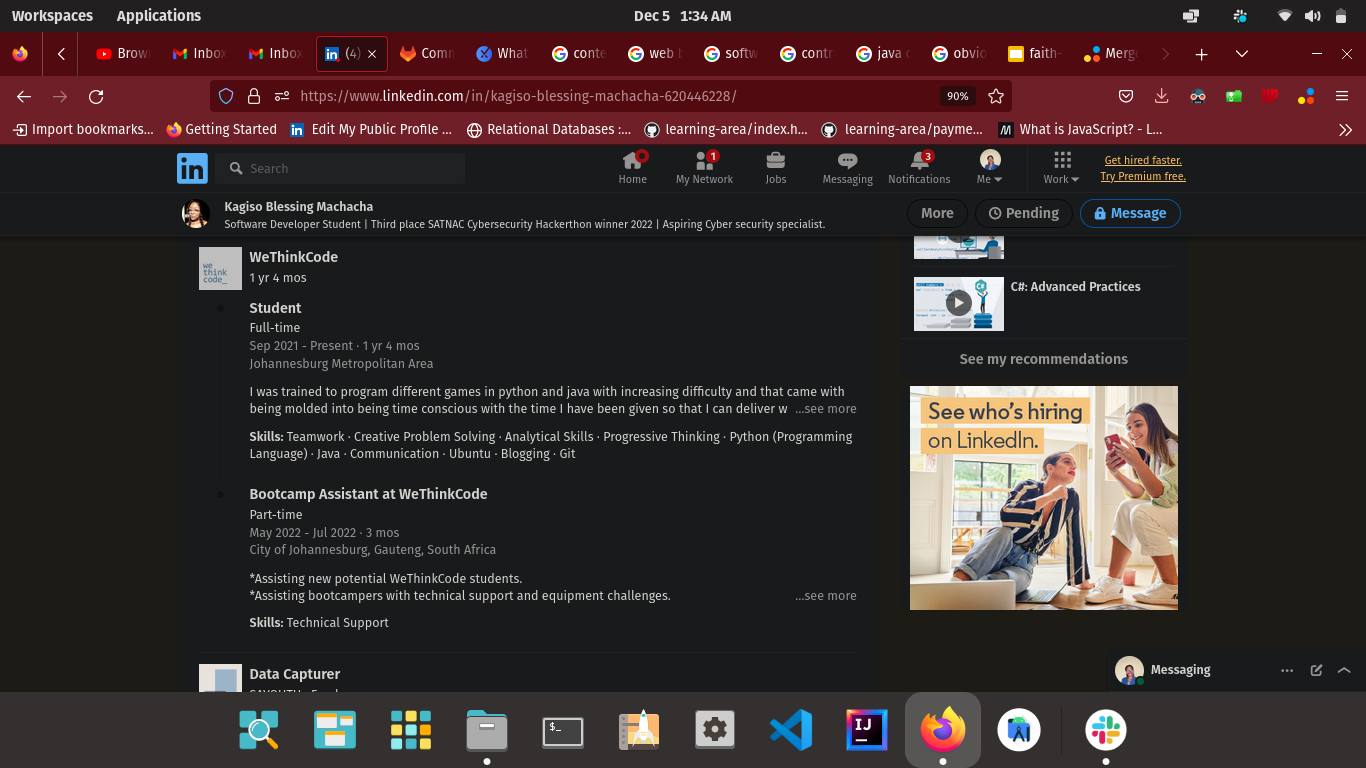 Workspaces Applications Dec 5 1:34 AM
Brow Inbox Inbox (4) Com What conte web b softw contr java c obvio faith- Merge
https://www.linkedin.com/in/kagiso-blessing-machacha-620446228/ 90%
Import bookmarks... Getting Started Edit My Public Profile ... Relational Databases :... learning-area/index.h... learning-area/payme... What is JavaScript? - L...
Search
1 3
Home My Network Jobs Messaging Notifications Me Work
Get hired faster.
Try Premium free.
Kagiso Blessing Machacha
Software Developer Student | Third place SATNAC Cybersecurity Hackerthon winner 2022 | Aspiring Cyber security specialist.
More Pending Message
we
think
code_
WeThinkCode
1 yr 4 mos
Student
Full-time
Sep 2021 - Present · 1 yr 4 mos
Johannesburg Metropolitan Area
I was trained to program different games in python and java with increasing difficulty and that came with
being molded into being time conscious with the time I have been given so that I can deliver w ...see more
Skills: Teamwork · Creative Problem Solving · Analytical Skills · Progressive Thinking · Python (Programming
Language) · Java · Communication · Ubuntu · Blogging · Git
Bootcamp Assistant at WeThinkCode
Part-time
May 2022 - Jul 2022 · 3 mos
City of Johannesburg, Gauteng, South Africa
*Assisting new potential WeThinkCode students.
*Assisting bootcampers with technical support and equipment challenges. ...see more
Skills: Technical Support
Data Capturer
C#: Advanced Practices
See my recommendations
See who's hiring
on LinkedIn.
Messaging
$_
IJ